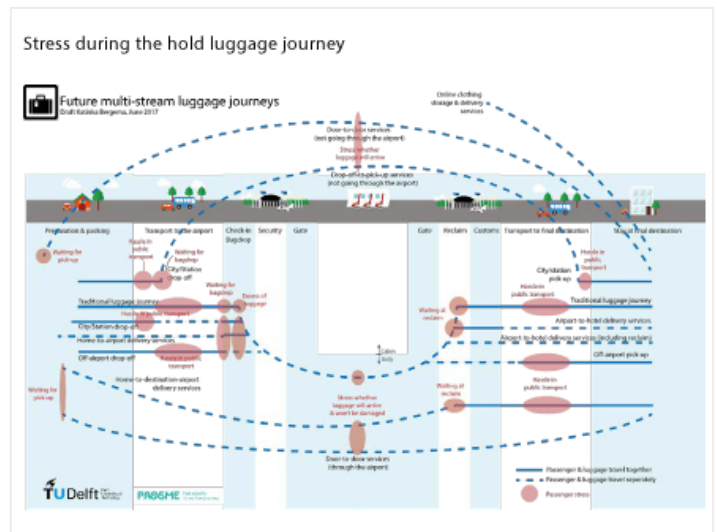 Stress during the hold luggage journey
Future multi-stream luggage journeys
Draft Katinka Bergema, June 2017
Online clothing
storage & delivery
services
Door-to-door services
(not going through the airport)
Stress whether
luggage will arrive
Drop-off-to-pick-up services
(not going through the airport)
Preparation & packing
Transport to the airport
Check-in
Bagdrop
Security
Gate
Gate
Reclaim
Customs
Transport to final destination
Stay at final destination
Waiting for
pick-up
Hassle in
public
transport
Waiting for
bagdrop
City/Station
drop-off
Hassle in
public
transport
City/station
pick up
Waiting for
bagdrop
Excess of
luggage
Hassle in
public transport
Traditional luggage journey
Traditional luggage journey
Hassle in public transport
Waiting at
reclaim
Airport-to-hotel delivery services
City/Station drop-off
Home-to-airport delivery services
Airport-to-hotel delivery services (including reclaim)
Off-airport drop off
Hassle in public
transport
Cabin
Belly
Off-airport pick-up
Home-to-destination-airport
delivery services
Waiting for
pick-up
Stress whether
luggage will arrive
& won't be damaged
Waiting at
reclaim
Hassle in
public transport
Door-to-door services
(through the airport)
Passenger & luggage travel together
Passenger & luggage travel separately
Passenger stress
TU Delft
PASSME